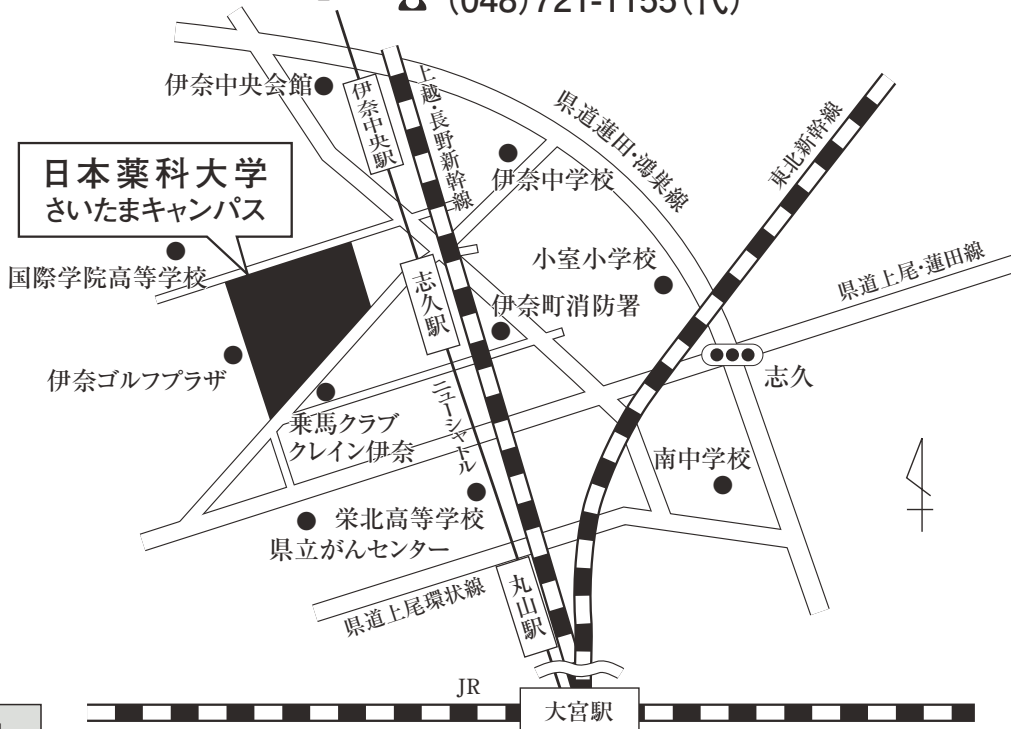 (048)721-1155(代)
伊奈中央会館
伊奈中央駅
上越・長野新幹線
県道蓮田・鴻巣線
東北新幹線
日本薬科大学
さいたまキャンパス
伊奈中学校
国際学院高等学校
小室小学校
県道上尾・蓮田線
志久駅
伊奈町消防署
伊奈ゴルフプラザ
志久
ニューシャトル
乗馬クラブ
クレイン伊奈
南中学校
栄北高等学校
県立がんセンター
県道上尾環状線
丸山駅
JR
大宮駅